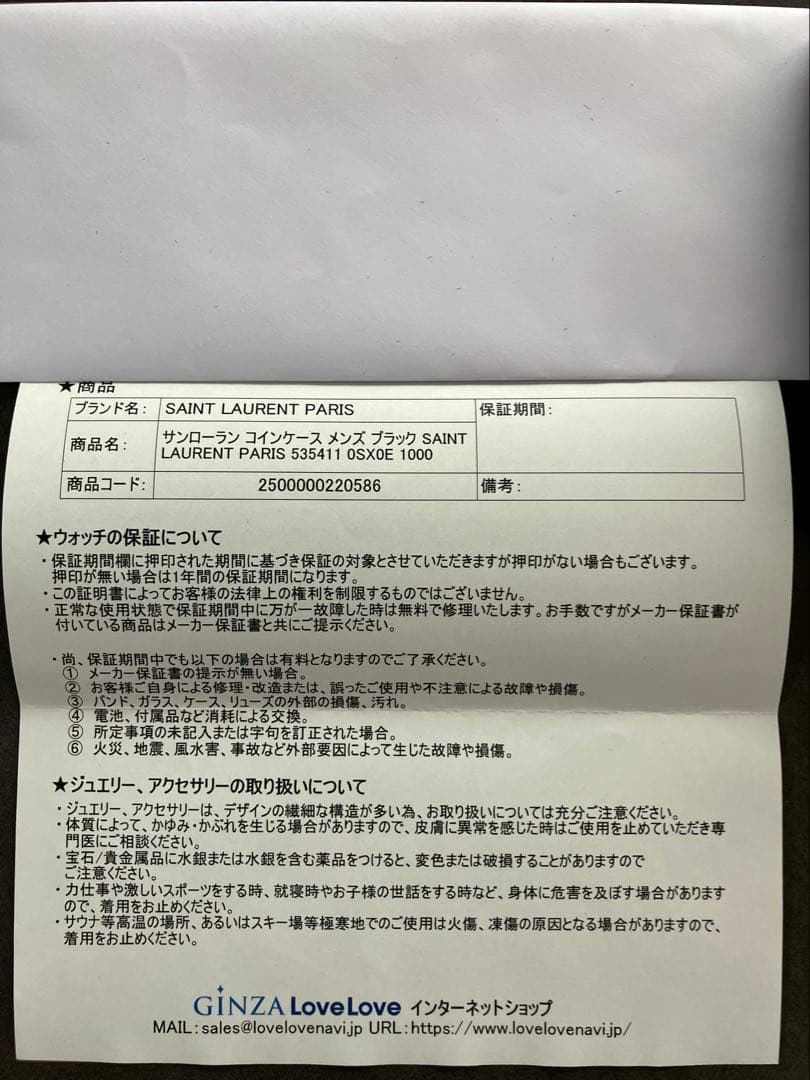 ★商品
ブランド名: SAINT LAURENT PARIS 保証期間:
商品名: サンローラン コインケース メンズ ブラック SAINT
LAURENT PARIS 535411 0SX0E 1000
商品コード: 2500000220586 備考:
★ウォッチの保証について
・保証期間欄に押印された期間に基づき保証の対象とさせていただきますが押印がない場合もございます。
押印が無い場合は1年間の保証期間になります。
・この証明書によってお客様の法律上の権利を制限するものではございません。
・正常な使用状態で保証期間中に万が一故障した時は無料で修理いたします。お手数ですがメーカー保証書が
付いている商品はメーカー保証書と共にご提示ください。
・尚、保証期間中でも以下の場合は有料となりますのでご了承ください。
① メーカー保証書の提示が無い場合。
② お客様ご自身による修理・改造または、誤ったご使用や不注意による故障や損傷。
③ バンド、ガラス、ケース、リューズの外部の損傷、汚れ。
④ 電池、付属品など消耗による交換。
⑤ 所定事項の未記入または字句を訂正された場合。
⑥ 火災、地震、風水害、事故など外部要因によって生じた故障や損傷。
★ジュエリー、アクセサリーの取り扱いについて
・ジュエリー、アクセサリーは、デザインの繊細な構造が多い為、お取り扱いについては充分ご注意ください。
・体質によって、かゆみ・かぶれを生じる場合がありますので、皮膚に異常を感じた時はご使用を止めていただき専
門医にご相談ください。
・宝石/貴金属品に水銀または水銀を含む薬品をつけると、変色または破損することがありますので
ご注意ください。
・力仕事や激しいスポーツをする時、就寝時やお子様の世話をする時など、身体に危害を及ぼす場合があります
ので、着用をお止めください。
・サウナ等高温の場所、あるいはスキー場等極寒地でのご使用は火傷、凍傷の原因となる場合がありますので、
着用をお止めください。
GINZA LoveLove インターネットショップ
MAIL:sales@lovelovenavi.jp URL:https://www.lovelovenavi.jp/